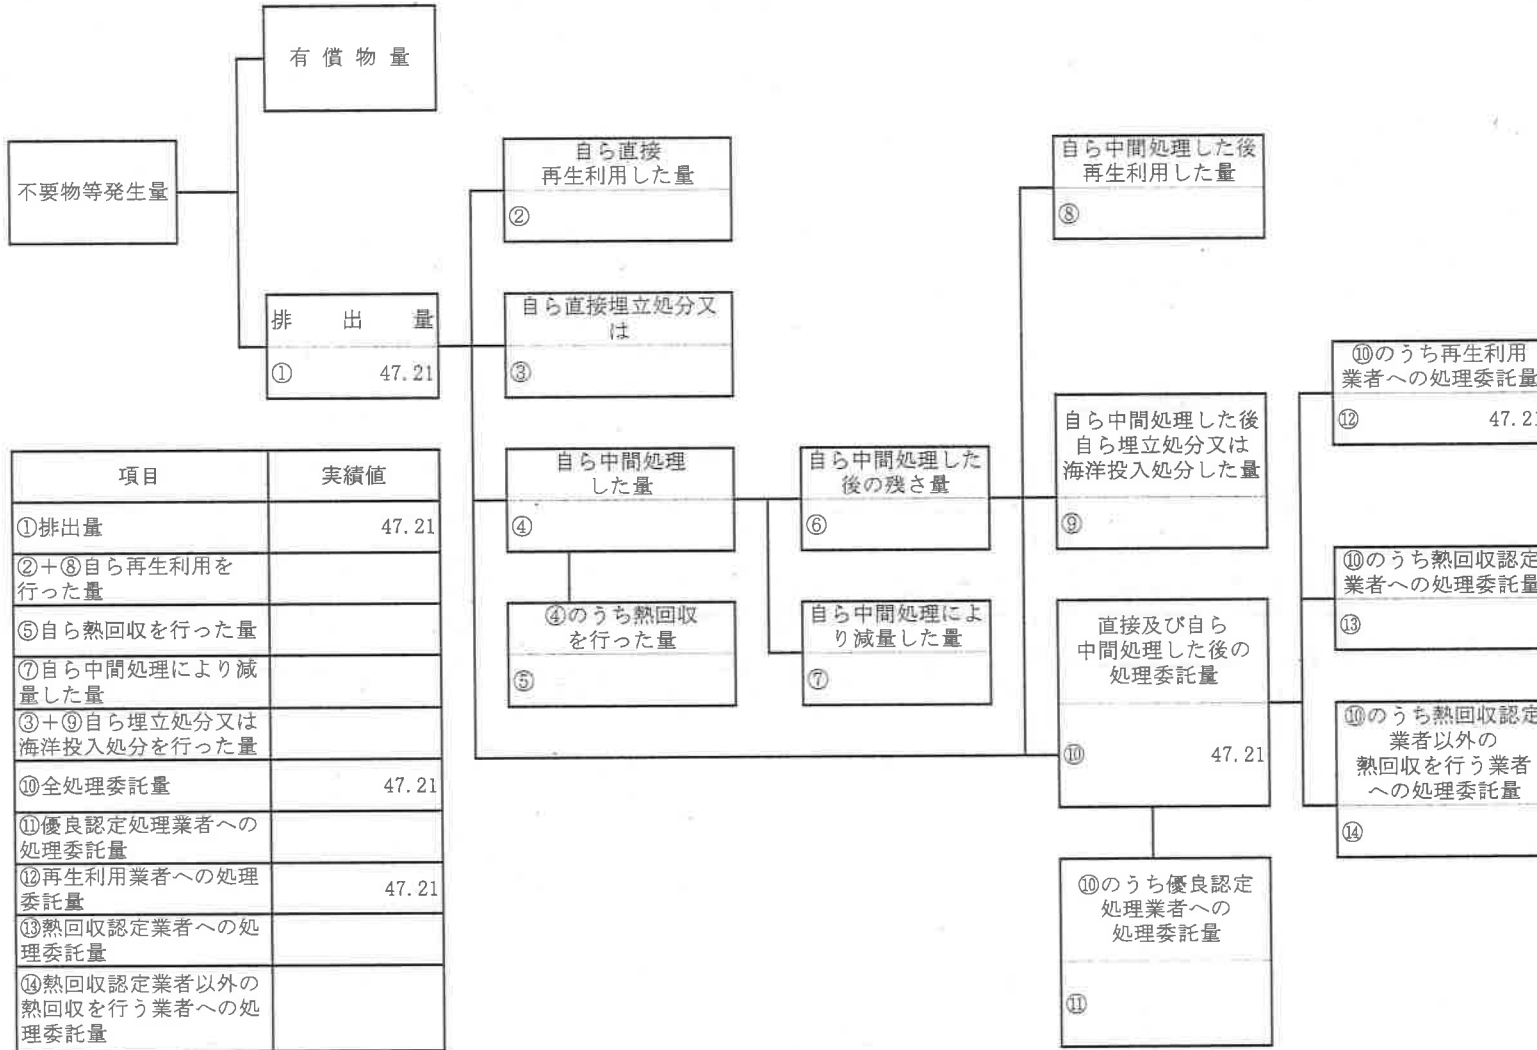 有償物量
不要物等発生量
排出量
① 47.21
自ら直接
再生利用した量
②
自ら直接埋立処分又
は
③
自ら中間処理
した量
④
④のうち熱回収
を行った量
⑤
自ら中間処理した
後の残さ量
⑥
自ら中間処理によ
り減量した量
⑦
自ら中間処理した後
再生利用した量
⑧
自ら中間処理した後
自ら埋立処分又は
海洋投入処分した量
⑨
直接及び自ら
中間処理した後の
処理委託量
⑩ 47.21
⑩のうち優良認定
処理業者への
処理委託量
⑪
⑩のうち再生利用
業者への処理委託量
⑫ 47.21
⑩のうち熱回収認定
業者への処理委託量
⑬
⑩のうち熱回収認定
業者以外の
熱回収を行う業者
への処理委託量
⑭
項目 実績値
①排出量 47.21
②+⑧自ら再生利用を
行った量
⑤自ら熱回収を行った量
⑦自ら中間処理により減
量した量
③+⑨自ら埋立処分又は
海洋投入処分を行った量
⑩全処理委託量 47.21
⑪優良認定処理業者への
処理委託量
⑫再生利用業者への処理
委託量 47.21
⑬熱回収認定業者への処
理委託量
⑭熱回収認定業者以外の
熱回収を行う業者への処
理委託量